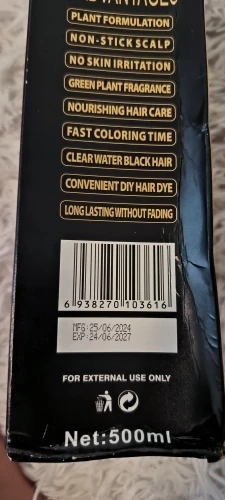 ADVANTAGES
PLANT FORMULATION
NON-STICK SCALP
NO SKIN IRRITATION
GREEN PLANT FRAGRANCE
NOURISHING HAIR CARE
FAST COLORING TIME
CLEAR WATER BLACK HAIR
CONVENIENT DIY HAIR DYE
LONG LASTING WITHOUT FADING
6 938270 103616
MFG:25/06/2024
EXP:24/06/2027
FOR EXTERNAL USE ONLY
Net:500ml